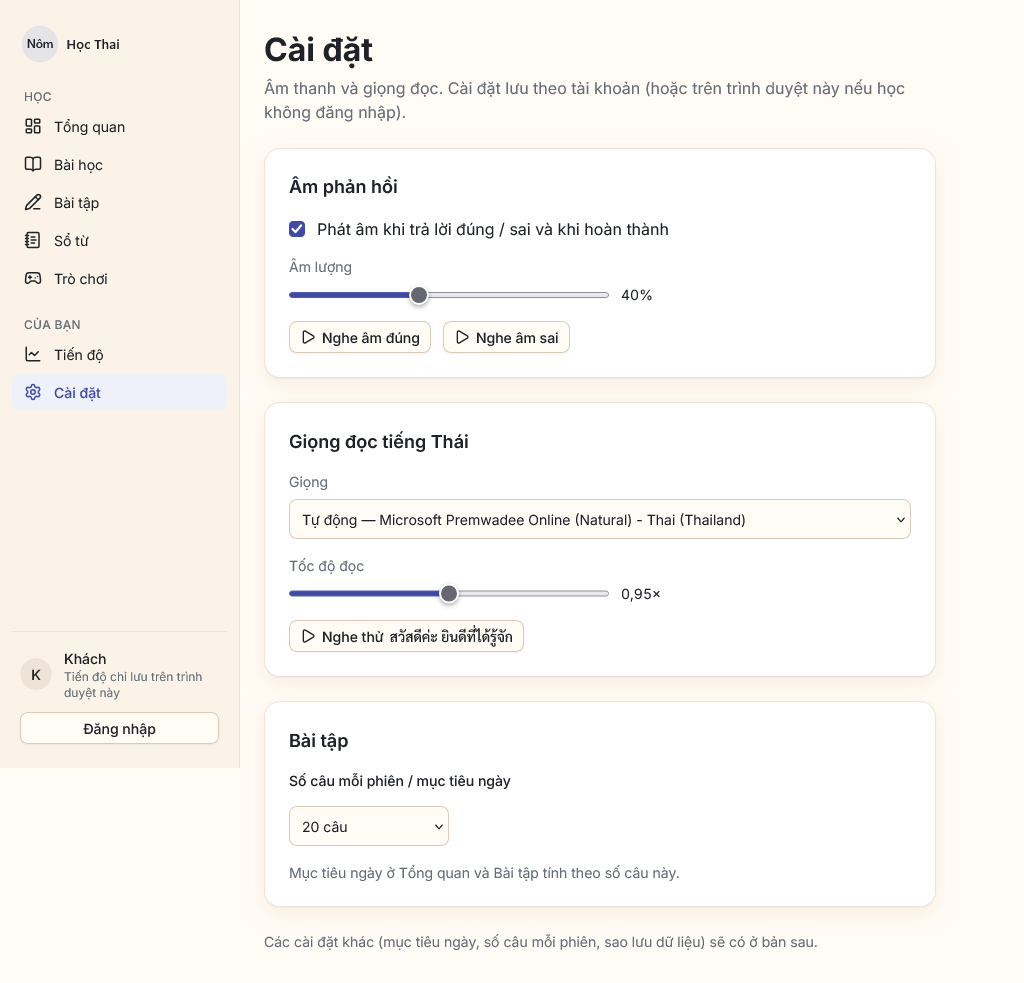 Nôm Học Thai
HỌC
Tổng quan
Bài học
Bài tập
Sổ từ
Trò chơi
CỦA BẠN
Tiến độ
Cài đặt
Khách
K
Tiến độ chỉ lưu trên trình
duyệt này
Đăng nhập
Cài đặt
Âm thanh và giọng đọc. Cài đặt lưu theo tài khoản (hoặc trên trình duyệt này nếu học
không đăng nhập).
Âm phản hồi
Phát âm khi trả lời đúng / sai và khi hoàn thành
Âm lượng
40%
Nghe âm đúng Nghe âm sai
Giọng đọc tiếng Thái
Giọng
Tự động — Microsoft Premwadee Online (Natural) - Thai (Thailand)
Tốc độ đọc
0,95×
Nghe thử สวัสดีค่ะ ยินดีที่ได้รู้จัก
Bài tập
Số câu mỗi phiên / mục tiêu ngày
20 câu
Mục tiêu ngày ở Tổng quan và Bài tập tính theo số câu này.
Các cài đặt khác (mục tiêu ngày, số câu mỗi phiên, sao lưu dữ liệu) sẽ có ở bản sau.